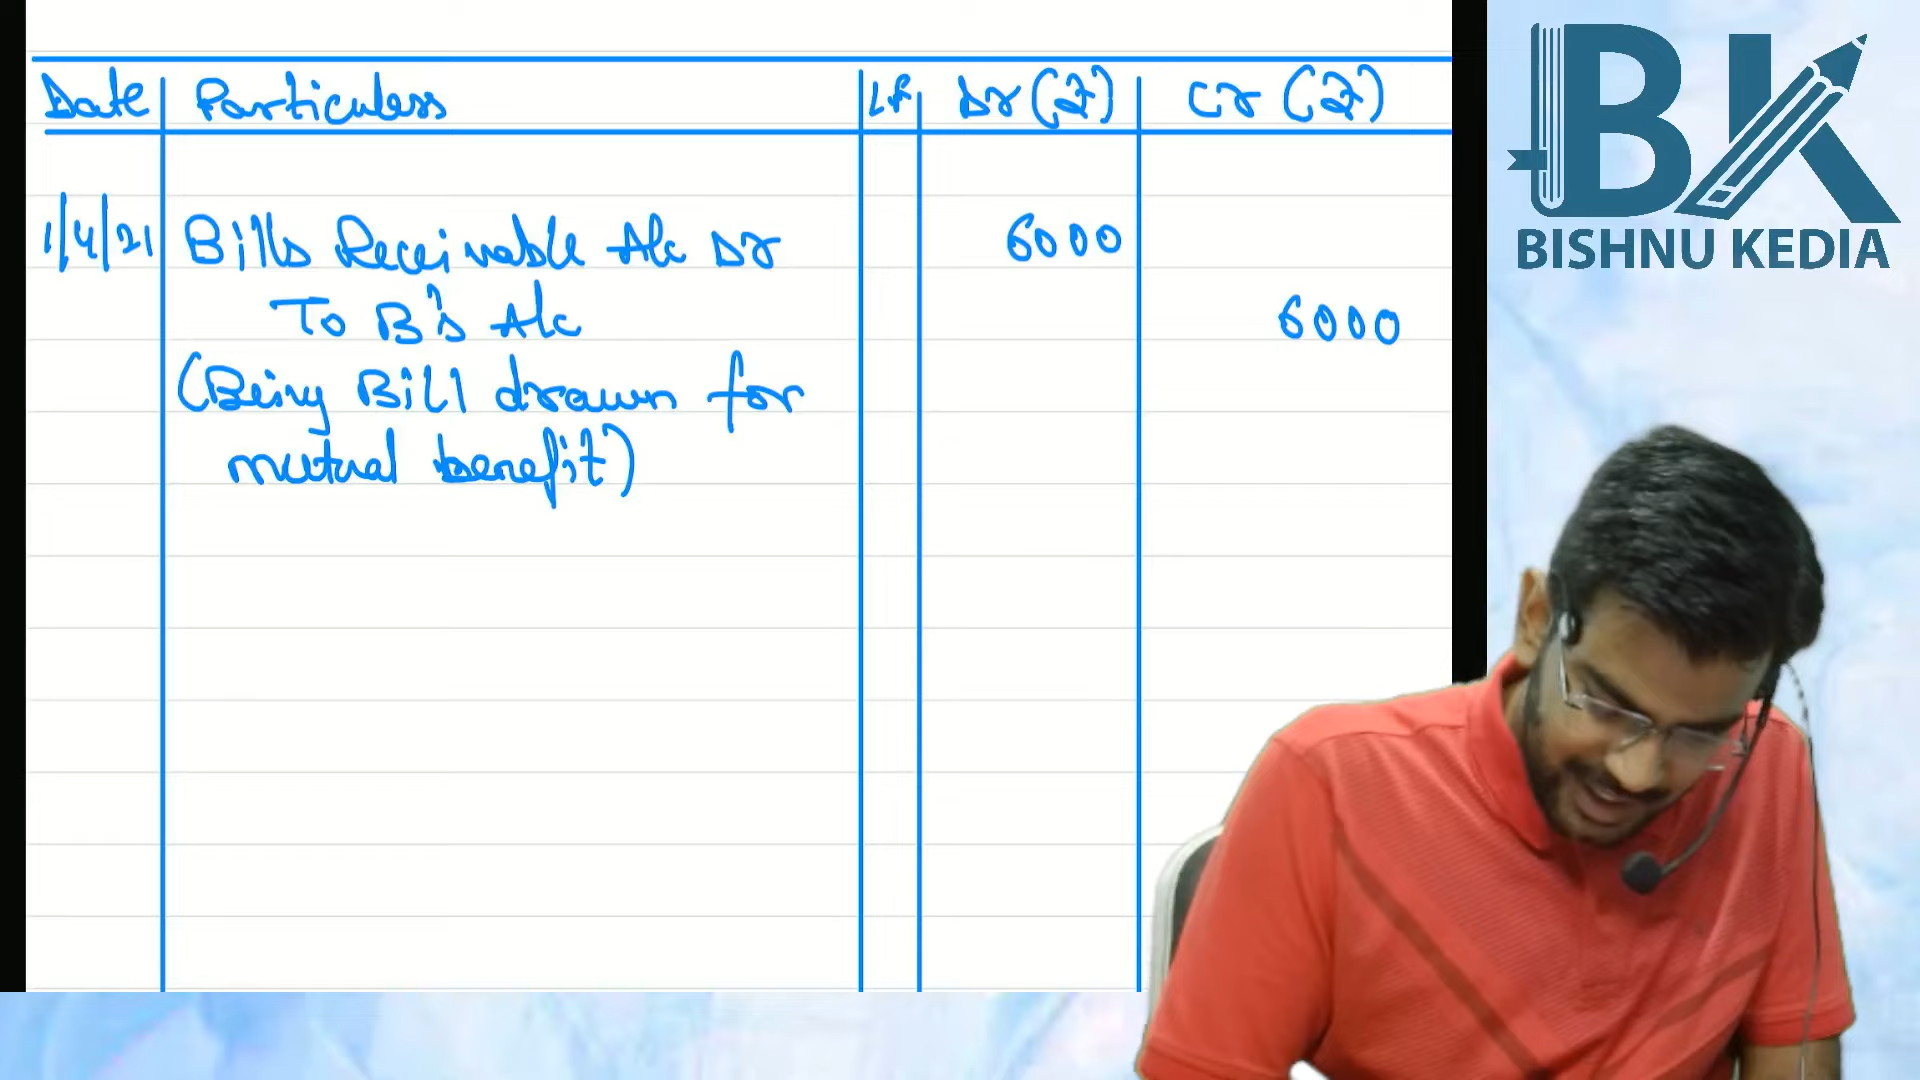 Date Particulars LF Dr (₹) Cr (₹)
1/4/21 Bills Receivable A/c Dr 6000
To B's A/c 6000
(Being Bill drawn for
mutual benefit)
BK
BISHNU KEDIA